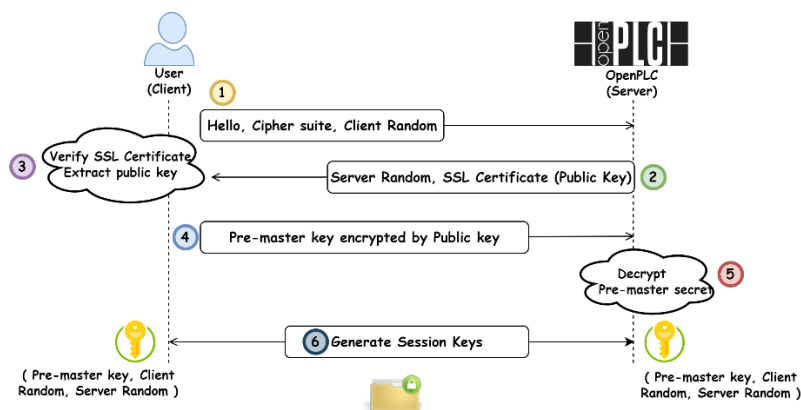 User
(Client)
open
PLC
OpenPLC
(Server)
1
Hello, Cipher suite, Client Random
3
Verify SSL Certificate
Extract public key
Server Random, SSL Certificate (Public Key)
2
4
Pre-master key encrypted by Public key
Decrypt
Pre-master secret
5
6
Generate Session Keys
( Pre-master key, Client
Random, Server Random )
( Pre-master key, Client
Random, Server Random )